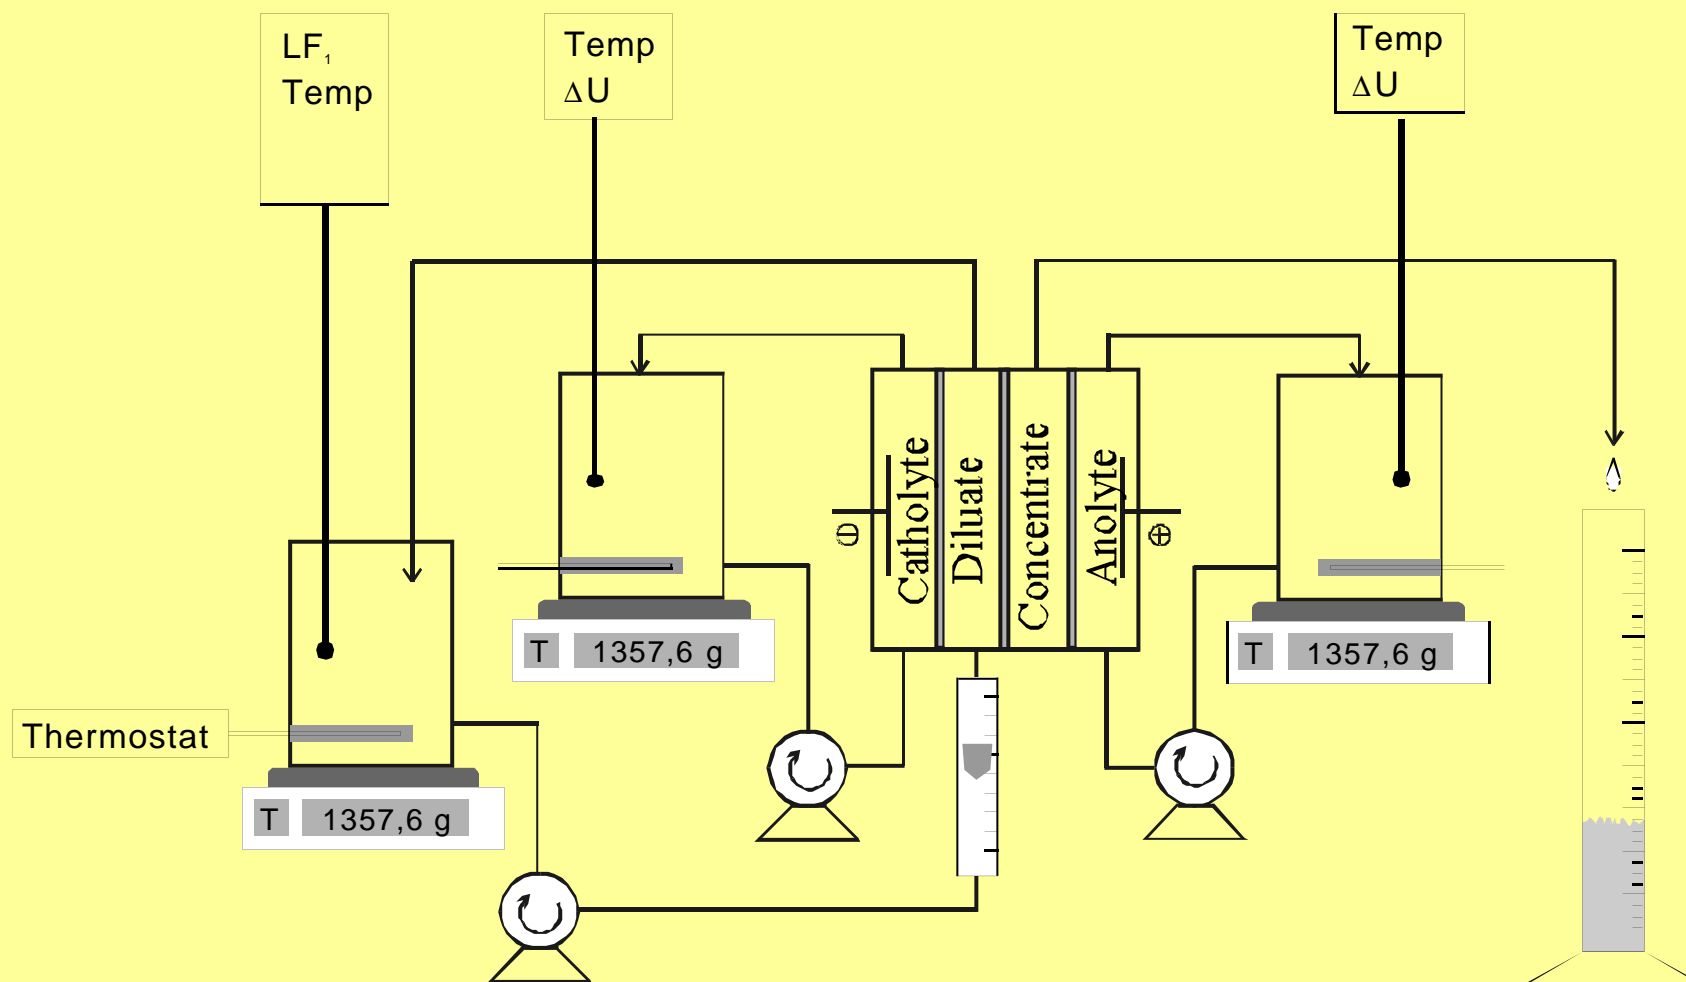 LF₁
Temp
Temp
ΔU
Temp
ΔU
Catholyte
Diluate
Concentrate
Anolyte
⊖
⊕
T 1357,6 g
T 1357,6 g
Thermostat
T 1357,6 g